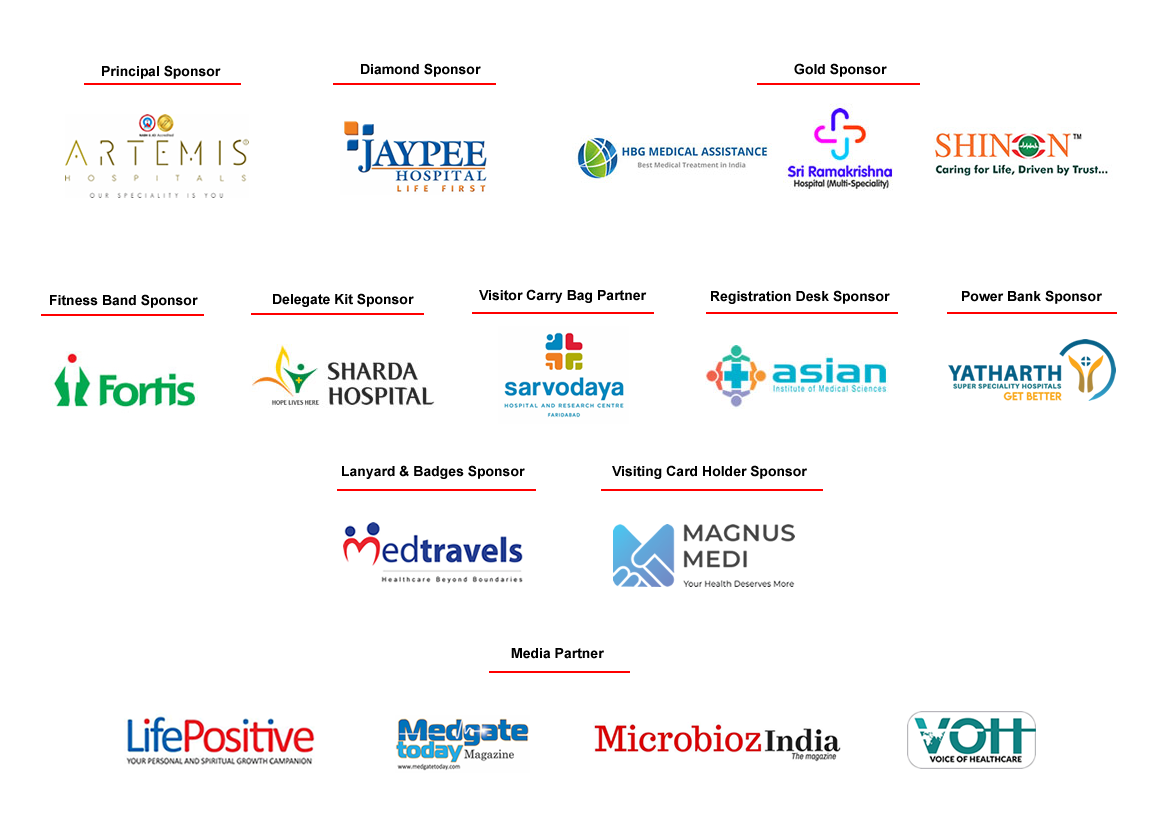 Principal Sponsor
Diamond Sponsor
Gold Sponsor
ARTEMIS
HOSPITALS
OUR SPECIALITY IS YOU
JAYPEE
HOSPITAL
LIFE FIRST
HBG MEDICAL ASSISTANCE
Best Medical Treatment in India
Sri Ramakrishna
Hospital (Multi-Speciality)
SHINON™
Caring for Life, Driven by Trust...
Fitness Band Sponsor
Delegate Kit Sponsor
Visitor Carry Bag Partner
Registration Desk Sponsor
Power Bank Sponsor
Fortis
SHARDA
HOSPITAL
HOPE LIVES HERE
sarvodaya
HOSPITAL AND RESEARCH CENTRE
FARIDABAD
asian
Institute of Medical Sciences
YATHARTH
SUPER SPECIALITY HOSPITALS
GET BETTER
Lanyard & Badges Sponsor
Visiting Card Holder Sponsor
Medtravels
Healthcare Beyond Boundaries
MAGNUS
MEDI
Your Health Deserves More
Media Partner
LifePositive
YOUR PERSONAL AND SPIRITUAL GROWTH CAMPANION
Medgate
today
Magazine
www.medgatetoday.com
Microbioz India
The magazine
VOH
VOICE OF HEALTHCARE